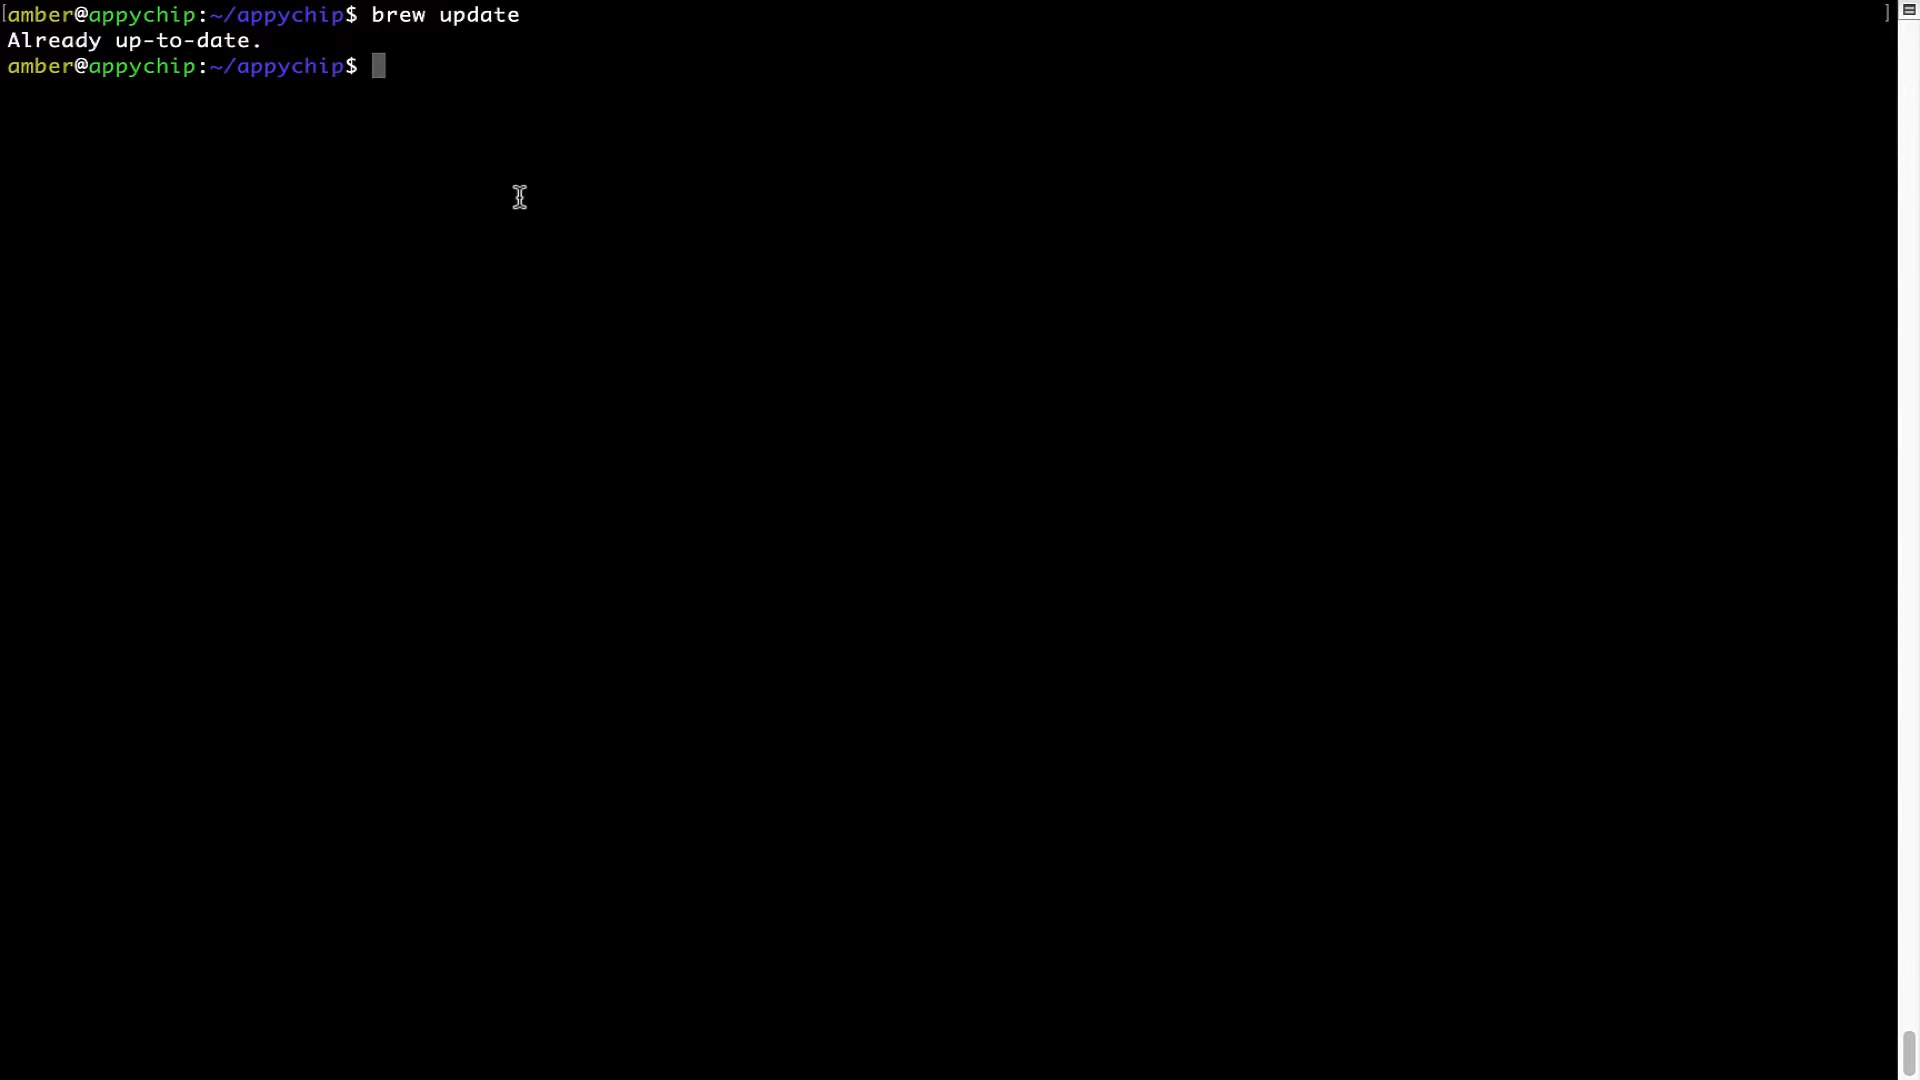 [amber@appychip:~/appychip$ brew update ]
Already up-to-date.
amber@appychip:~/appychip$